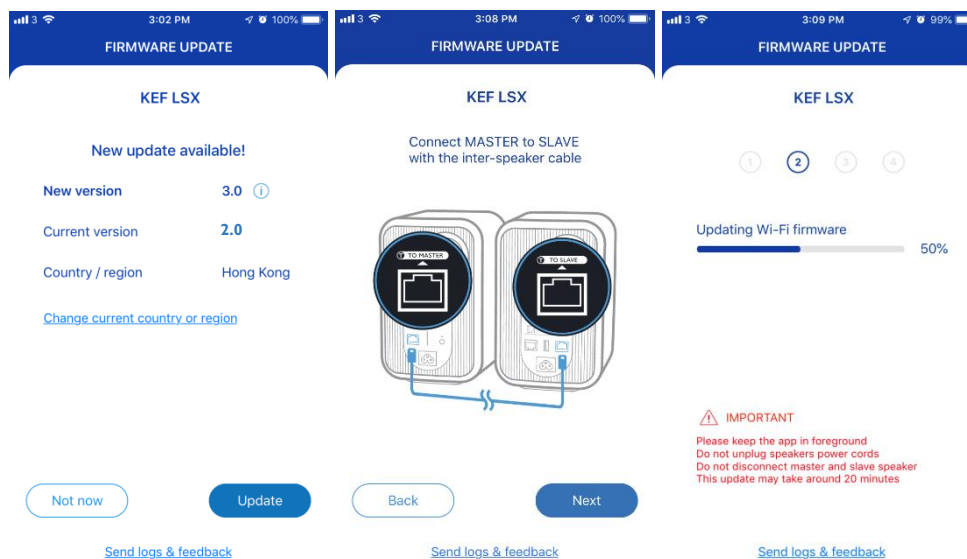 3
3:02 PM
100%
FIRMWARE UPDATE
KEF LSX
New update available!
New version 3.0 i
Current version 2.0
Country / region Hong Kong
Change current country or region
Not now
Update
Send logs & feedback
3
3:08 PM
100%
FIRMWARE UPDATE
KEF LSX
Connect MASTER to SLAVE
with the inter-speaker cable
T TO MASTER
T TO SLAVE
Back
Next
Send logs & feedback
3
3:09 PM
99%
FIRMWARE UPDATE
KEF LSX
1 2 3 4
Updating Wi-Fi firmware
50%
IMPORTANT
Please keep the app in foreground
Do not unplug speakers power cords
Do not disconnect master and slave speaker
This update may take around 20 minutes
Send logs & feedback